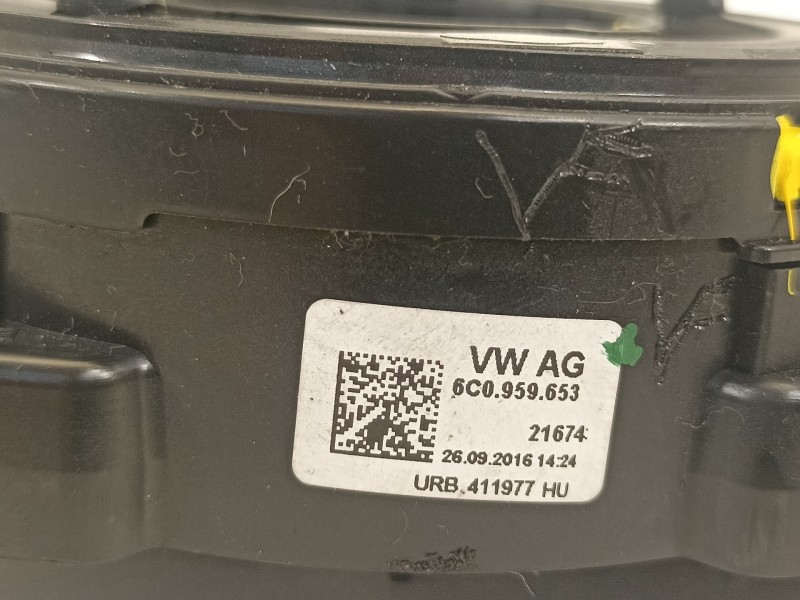 VW AG
6C0.959.653
21674
26.09.2016 14:24
URB 411977 HU